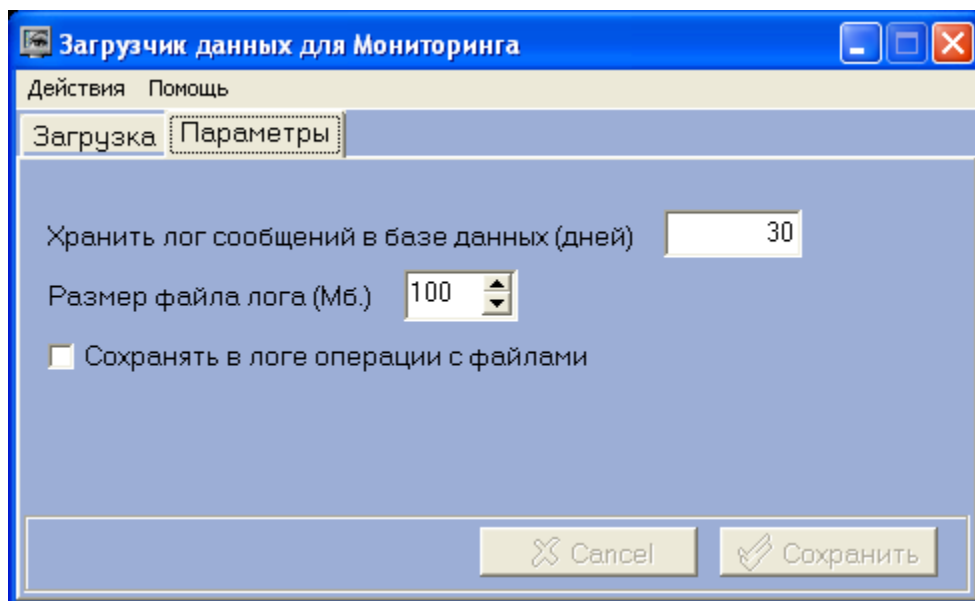 Загрузчик данных для Мониторинга
Действия Помощь
Загрузка Параметры
Хранить лог сообщений в базе данных (дней) 30
Размер файла лога (Мб.) 100
Сохранять в логе операции с файлами
Cancel Сохранить